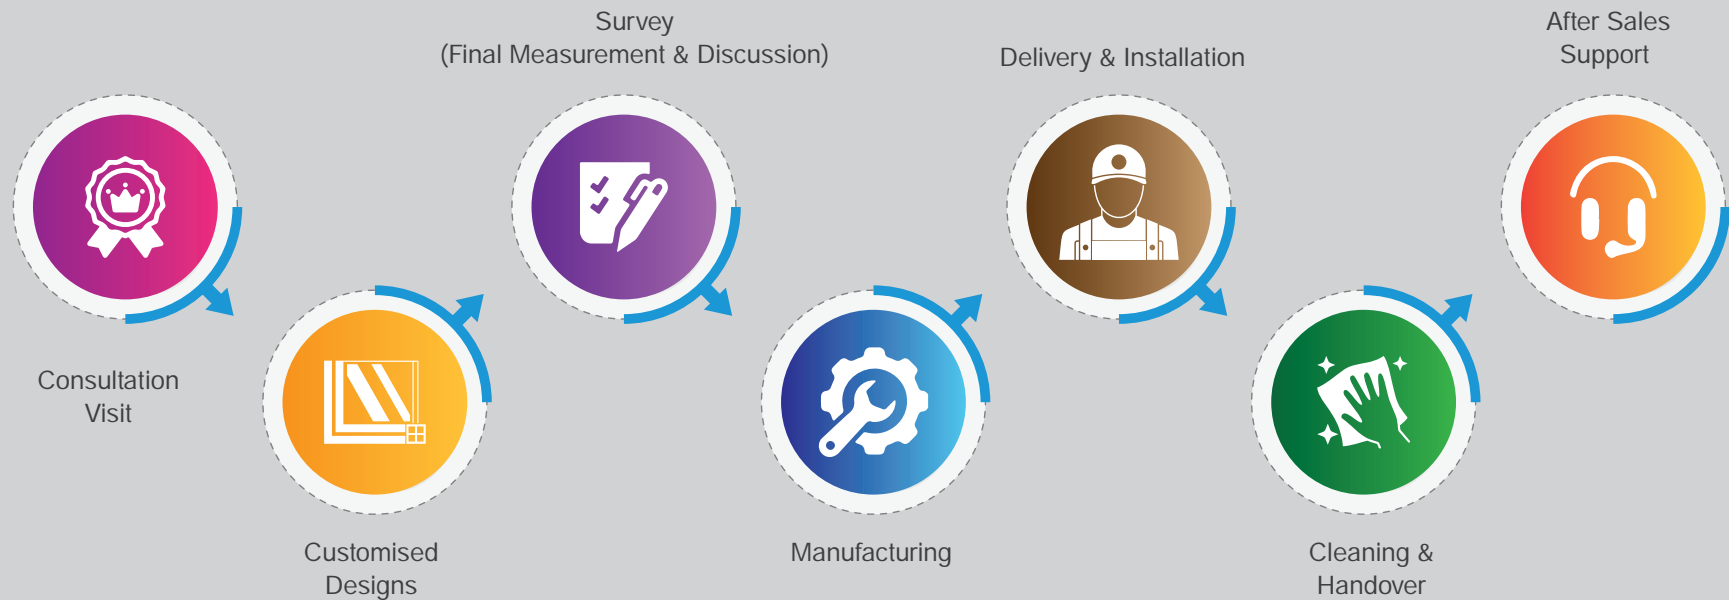 Consultation
Visit
Customised
Designs
Survey
(Final Measurement & Discussion)
Manufacturing
Delivery & Installation
Cleaning &
Handover
After Sales
Support